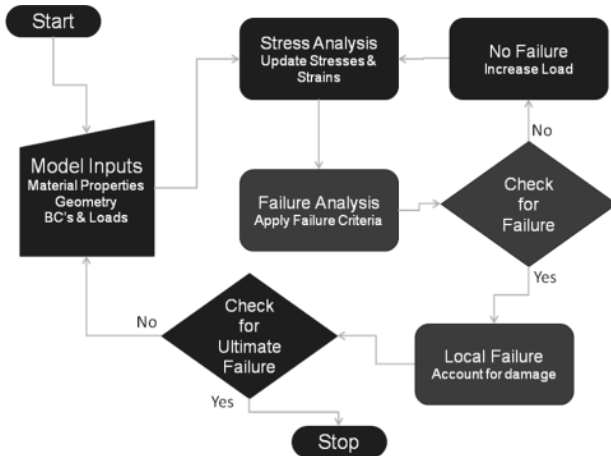 Start
Stress Analysis
Update Stresses &
Strains
No Failure
Increase Load
No
Model Inputs
Material Properties
Geometry
BC's & Loads
Failure Analysis
Apply Failure Criteria
Check
for
Failure
Yes
Check
for
Ultimate
Failure
No
Yes
Local Failure
Account for damage
Stop